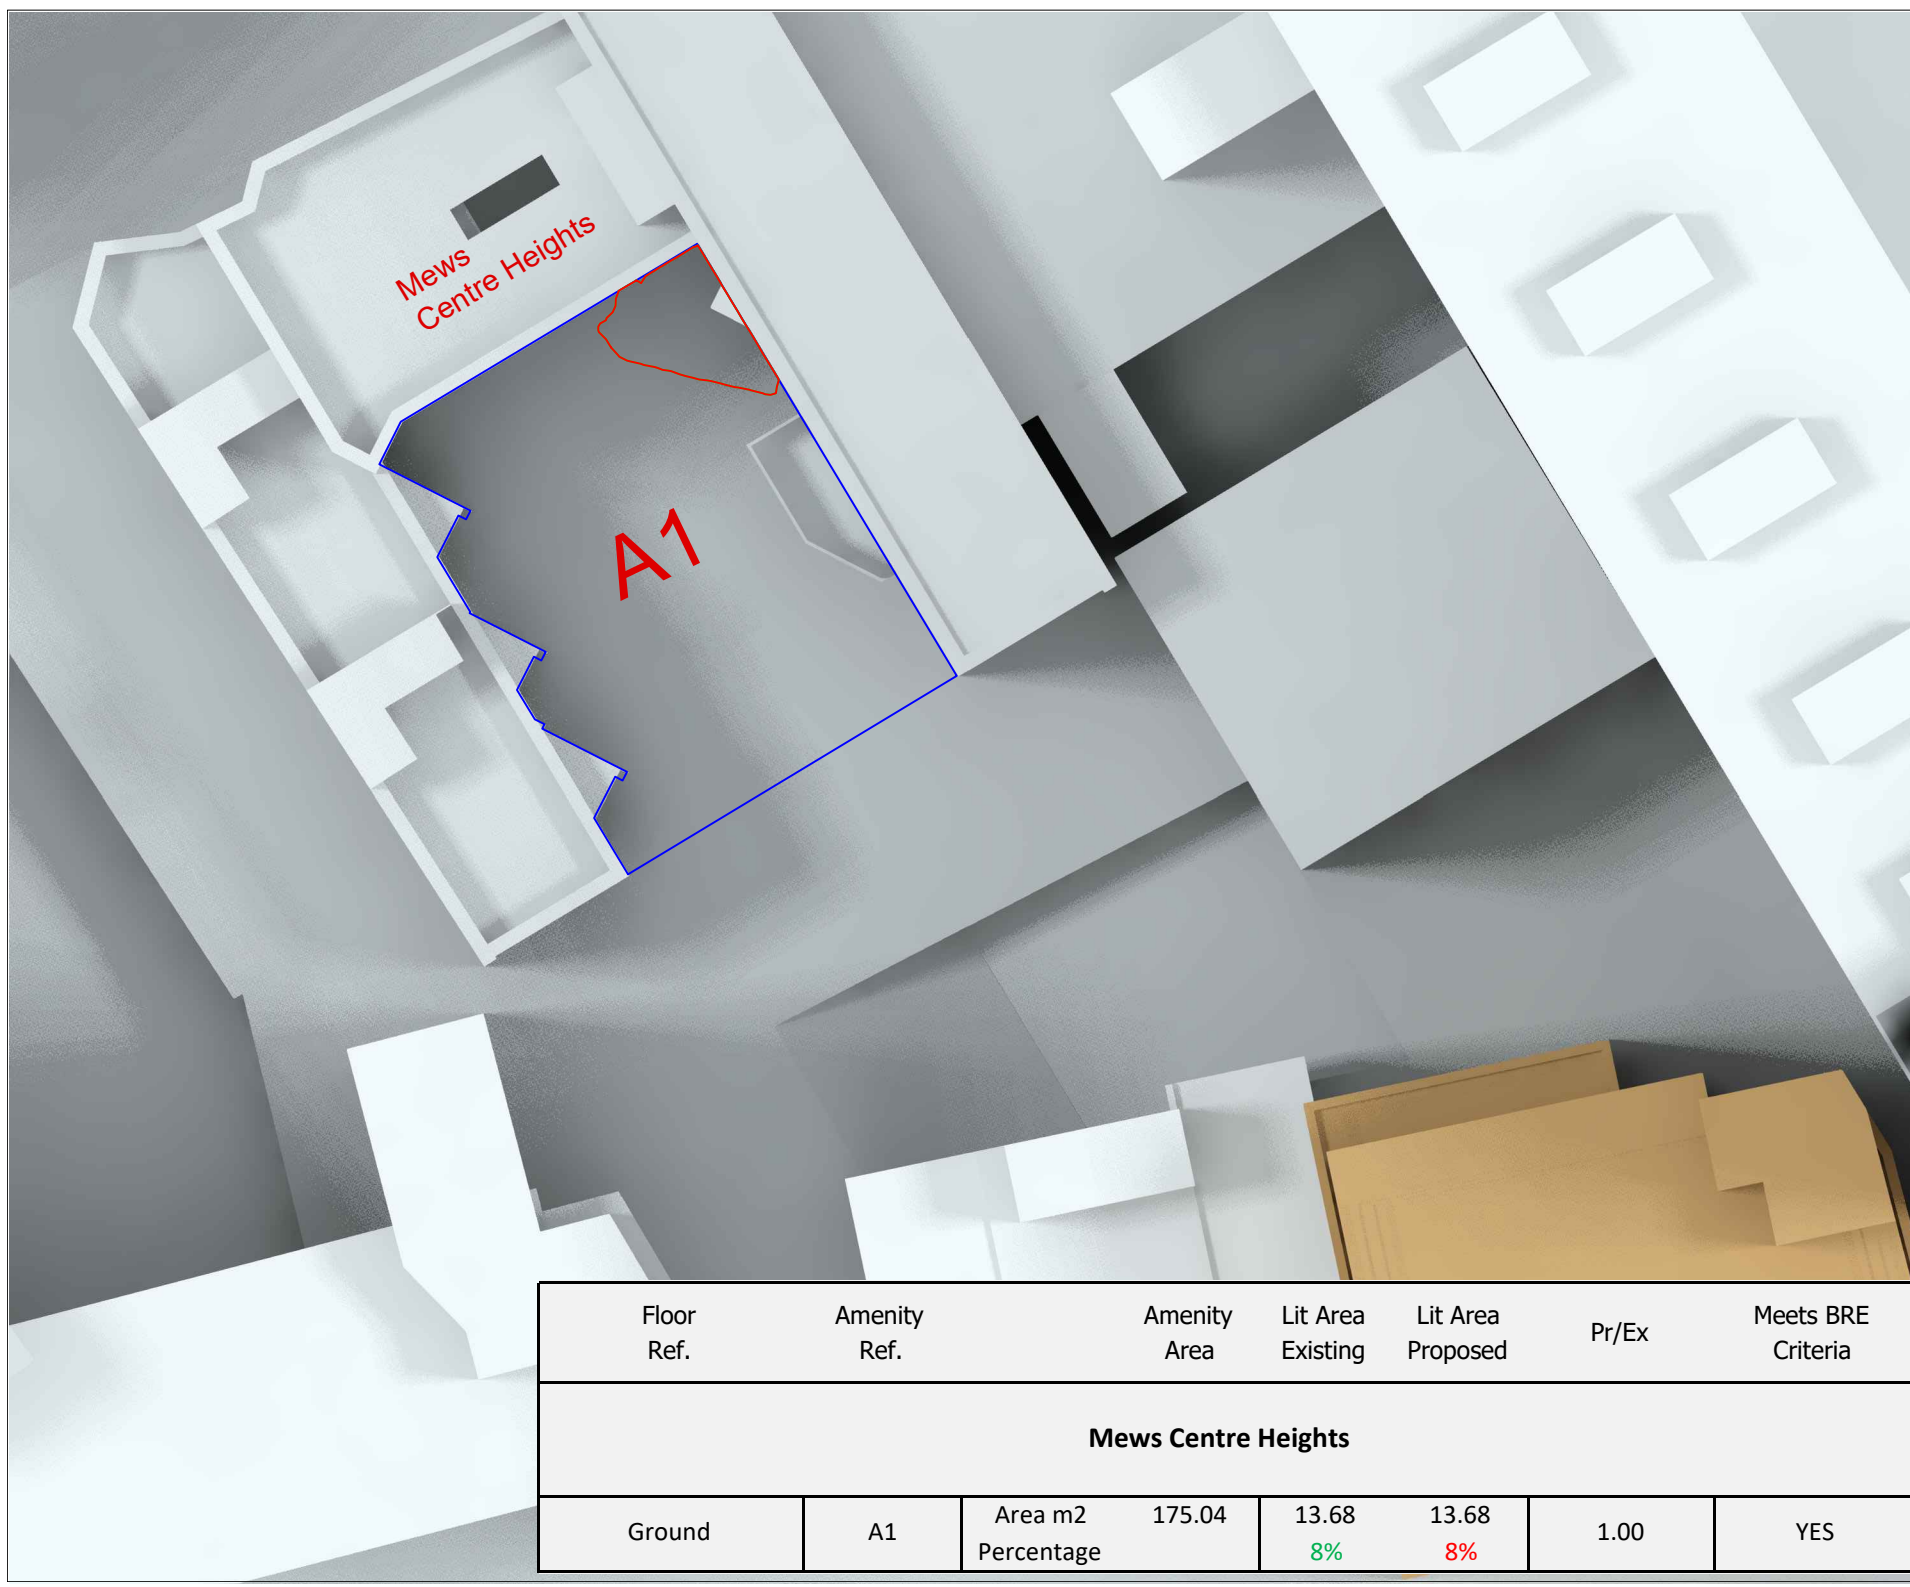 Mews
Centre Heights
A1
Floor Ref. Amenity Ref. Amenity Area Lit Area Existing Lit Area Proposed Pr/Ex Meets BRE Criteria
Mews Centre Heights
Ground A1 Area m2 175.04 13.68 13.68 1.00 YES
Percentage 8% 8%